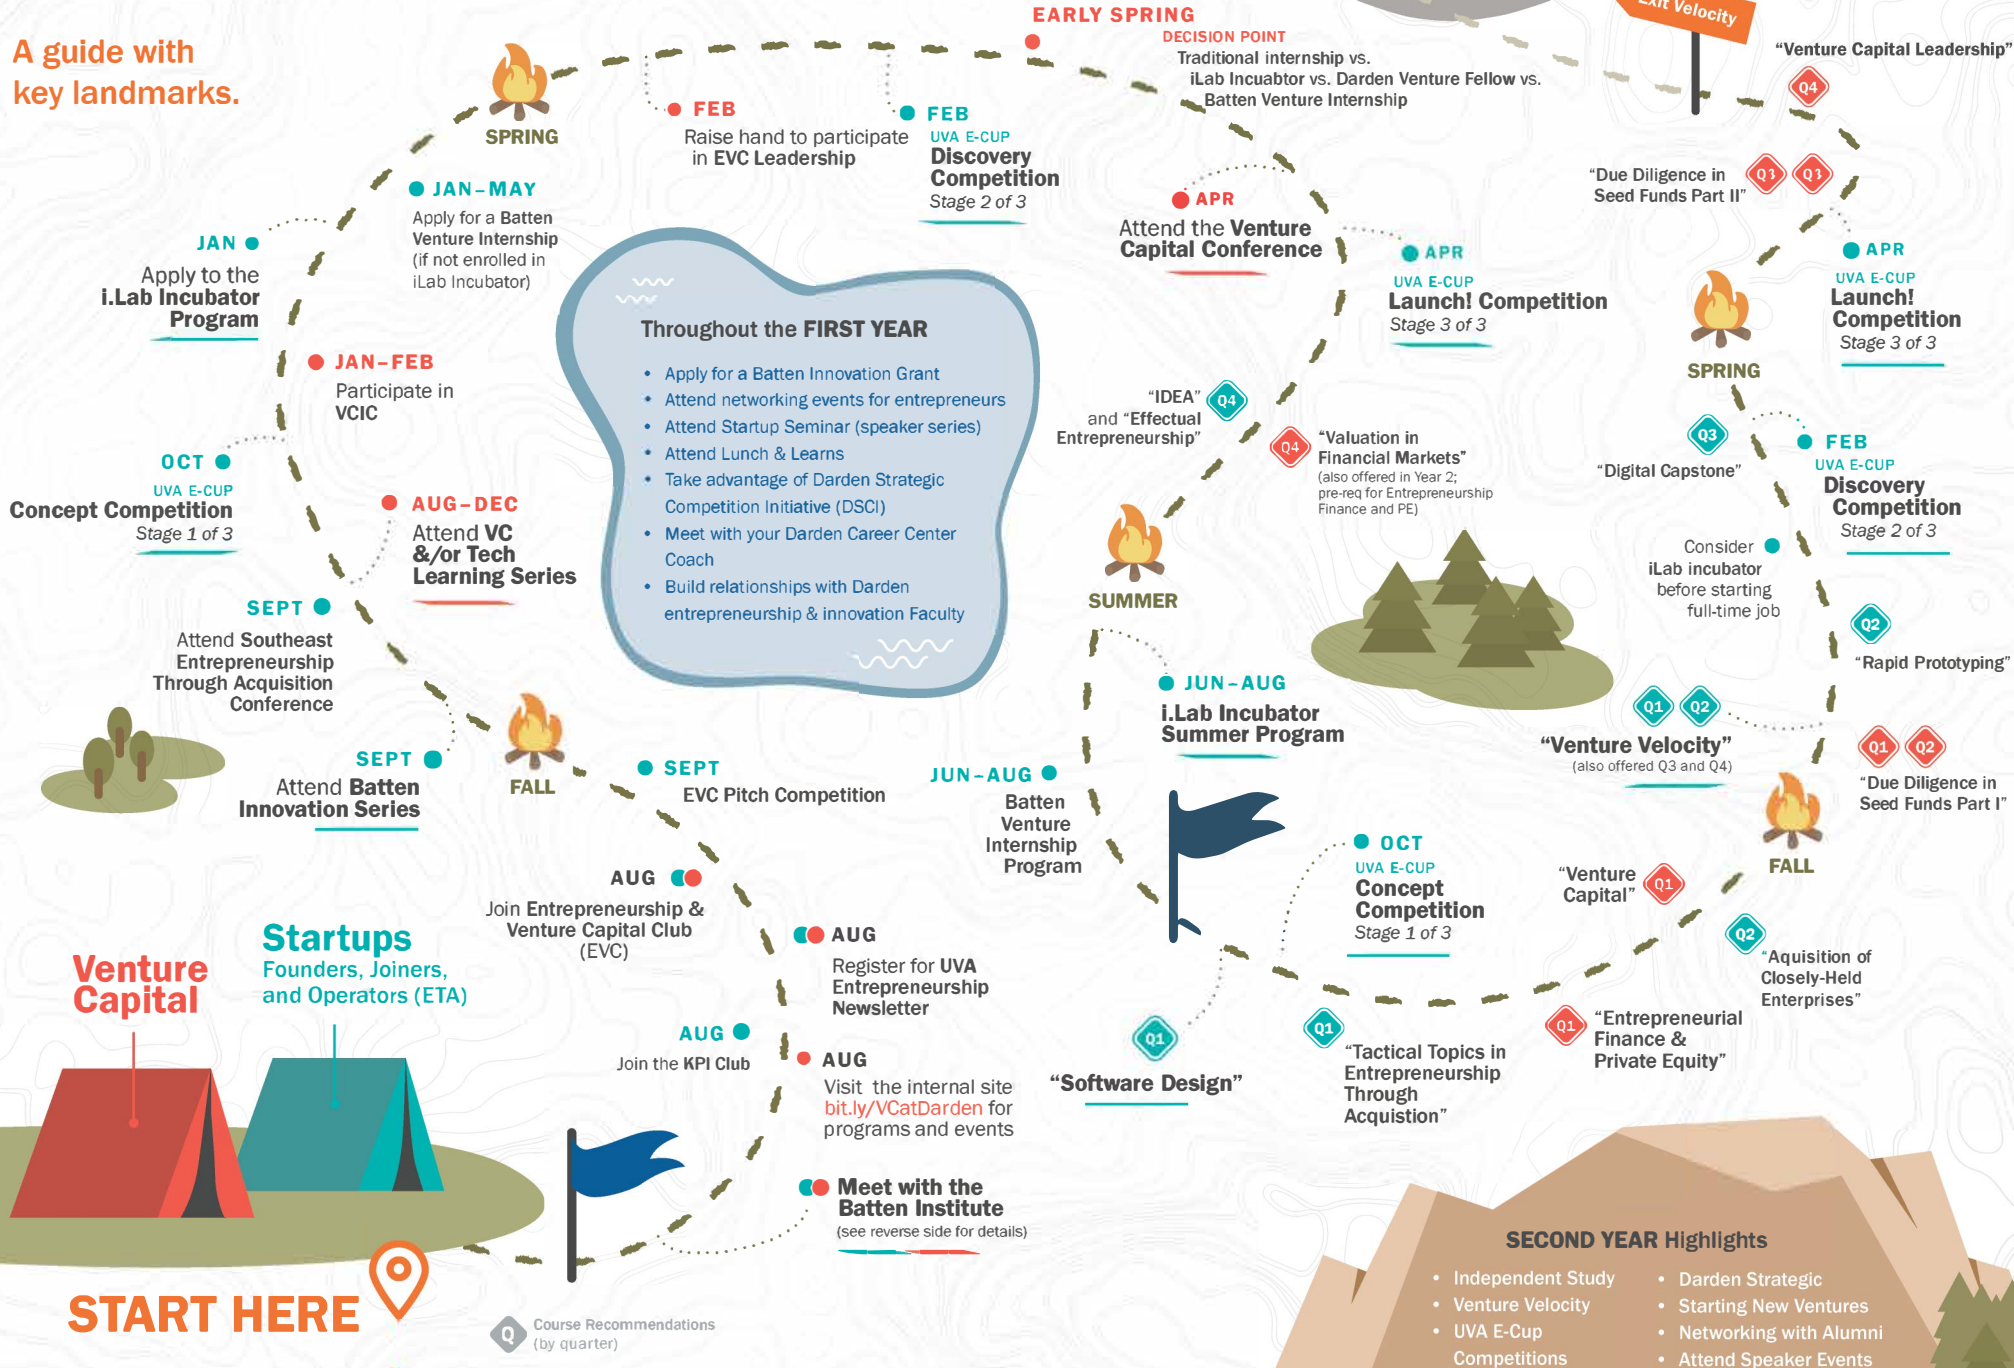 A guide with
key landmarks.
SPRING
FEB
Raise hand to participate
in EVC Leadership
FEB
UVA E-CUP
Discovery
Competition
Stage 2 of 3
EARLY SPRING
DECISION POINT
Traditional internship vs.
iLab Incuabtor vs. Darden Venture Fellow vs.
Batten Venture Internship
Exit Velocity
"Venture Capital Leadership"
Q4
"Due Diligence in
Seed Funds Part II"
Q3
Q3
JAN–MAY
Apply for a Batten
Venture Internship
(if not enrolled in
iLab Incubator)
JAN
Apply to the
i.Lab Incubator
Program
APR
Attend the Venture
Capital Conference
APR
UVA E-CUP
Launch! Competition
Stage 3 of 3
APR
UVA E-CUP
Launch!
Competition
Stage 3 of 3
SPRING
JAN–FEB
Participate in
VCIC
OCT
UVA E-CUP
Concept Competition
Stage 1 of 3
AUG–DEC
Attend VC
&/or Tech
Learning Series
Throughout the FIRST YEAR
• Apply for a Batten Innovation Grant
• Attend networking events for entrepreneurs
• Attend Startup Seminar (speaker series)
• Attend Lunch & Learns
• Take advantage of Darden Strategic
Competition Initiative (DSCI)
• Meet with your Darden Career Center
Coach
• Build relationships with Darden
entrepreneurship & innovation Faculty
"IDEA"
and "Effectual
Entrepreneurship"
Q4
Q4
"Valuation in
Financial Markets"
(also offered in Year 2;
pre-req for Entrepreneurship
Finance and PE)
Q3
"Digital Capstone"
FEB
UVA E-CUP
Discovery
Competition
Stage 2 of 3
Consider
iLab incubator
before starting
full-time job
SUMMER
SEPT
Attend Southeast
Entrepreneurship
Through Acquisition
Conference
Q2
"Rapid Prototyping"
JUN–AUG
i.Lab Incubator
Summer Program
Q1
Q2
"Venture Velocity"
(also offered Q3 and Q4)
Q1
Q2
"Due Diligence in
Seed Funds Part I"
SEPT
Attend Batten
Innovation Series
FALL
SEPT
EVC Pitch Competition
JUN–AUG
Batten
Venture
Internship
Program
OCT
UVA E-CUP
Concept
Competition
Stage 1 of 3
FALL
"Venture
Capital"
Q1
AUG
Join Entrepreneurship &
Venture Capital Club
(EVC)
AUG
Register for UVA
Entrepreneurship
Newsletter
Q2
"Aquisition of
Closely-Held
Enterprises"
Venture
Capital
Startups
Founders, Joiners,
and Operators (ETA)
AUG
Join the KPI Club
AUG
Visit the internal site
bit.ly/VCatDarden for
programs and events
Q1
"Software Design"
Q1
"Tactical Topics in
Entrepreneurship
Through
Acquistion"
Q1
"Entrepreneurial
Finance &
Private Equity"
Meet with the
Batten Institute
(see reverse side for details)
START HERE
Q
Course Recommendations
(by quarter)
SECOND YEAR Highlights
• Independent Study
• Venture Velocity
• UVA E-Cup
Competitions
• Darden Strategic
• Starting New Ventures
• Networking with Alumni
• Attend Speaker Events